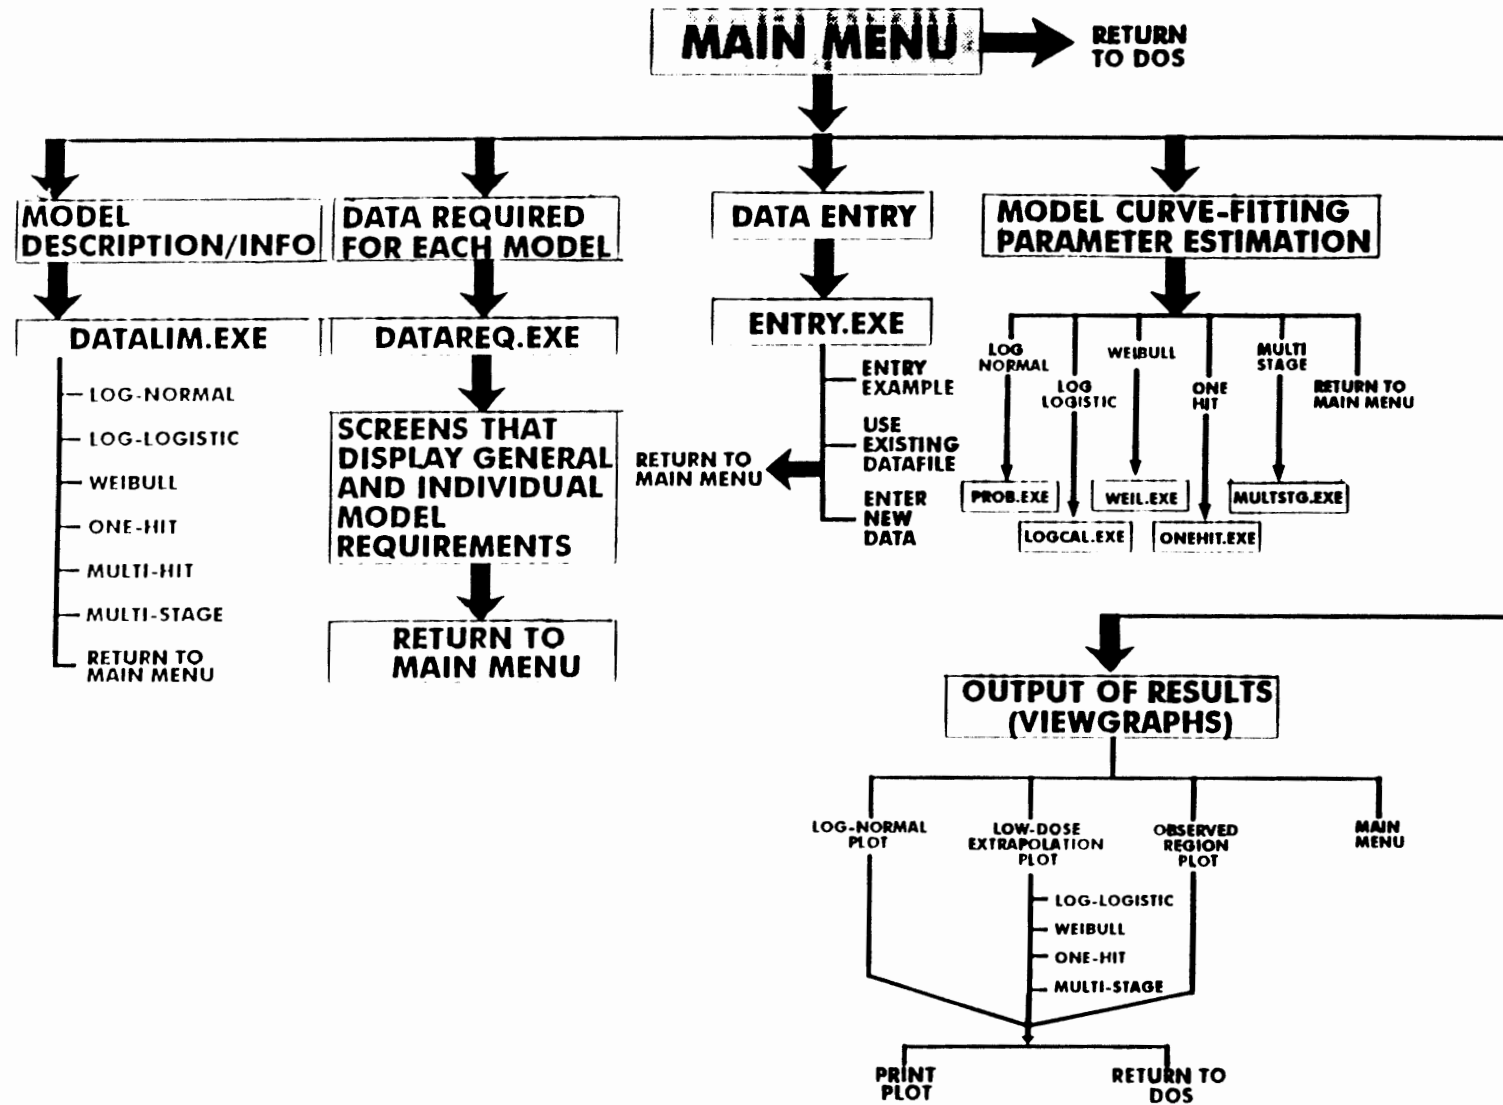 MAIN MENU
RETURN
TO DOS
MODEL
DESCRIPTION/INFO
DATA REQUIRED
FOR EACH MODEL
DATA ENTRY
MODEL CURVE-FITTING
PARAMETER ESTIMATION
DATALIM.EXE
LOG-NORMAL
LOG-LOGISTIC
WEIBULL
ONE-HIT
MULTI-HIT
MULTI-STAGE
RETURN TO
MAIN MENU
DATAREQ.EXE
SCREENS THAT
DISPLAY GENERAL
AND INDIVIDUAL
MODEL
REQUIREMENTS
RETURN TO
MAIN MENU
ENTRY.EXE
ENTRY
EXAMPLE
USE
EXISTING
DATAFILE
ENTER
NEW
DATA
RETURN TO
MAIN MENU
LOG
NORMAL
LOG
LOGISTIC
WEIBULL
ONE
HIT
MULTI
STAGE
RETURN TO
MAIN MENU
PROB.EXE
LOGCAL.EXE
WEIL.EXE
ONEHIT.EXE
MULTSTG.EXE
OUTPUT OF RESULTS
(VIEWGRAPHS)
LOG-NORMAL
PLOT
LOW-DOSE
EXTRAPOLATION
PLOT
OBSERVED
REGION
PLOT
MAIN
MENU
LOG-LOGISTIC
WEIBULL
ONE-HIT
MULTI-STAGE
PRINT
PLOT
RETURN TO
DOS